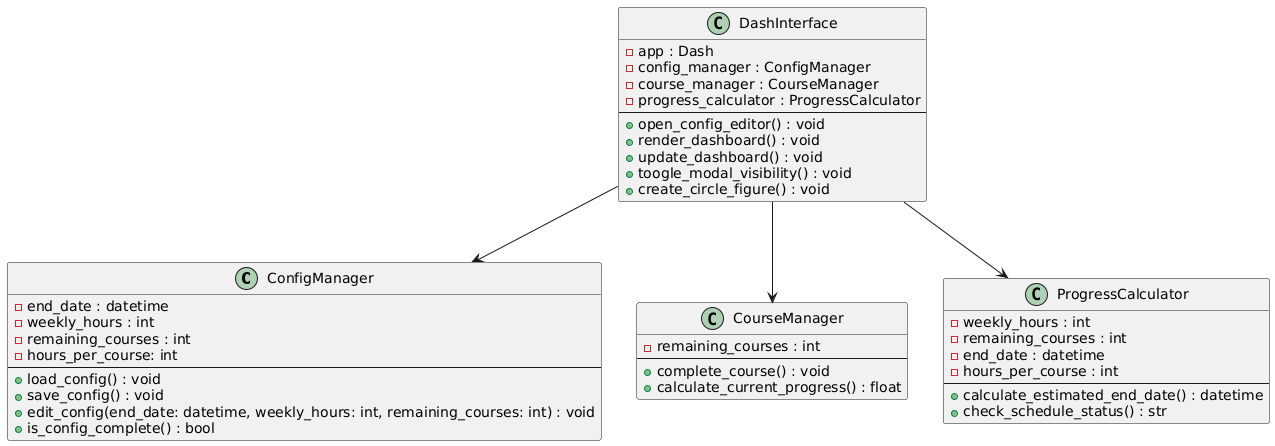 C DashInterface
app : Dash
config_manager : ConfigManager
course_manager : CourseManager
progress_calculator : ProgressCalculator
open_config_editor() : void
render_dashboard() : void
update_dashboard() : void
toogle_modal_visibility() : void
create_circle_figure() : void
C ConfigManager
end_date : datetime
weekly_hours : int
remaining_courses : int
hours_per_course: int
load_config() : void
save_config() : void
edit_config(end_date: datetime, weekly_hours: int, remaining_courses: int) : void
is_config_complete() : bool
C CourseManager
remaining_courses : int
complete_course() : void
calculate_current_progress() : float
C ProgressCalculator
weekly_hours : int
remaining_courses : int
end_date : datetime
hours_per_course : int
calculate_estimated_end_date() : datetime
check_schedule_status() : str